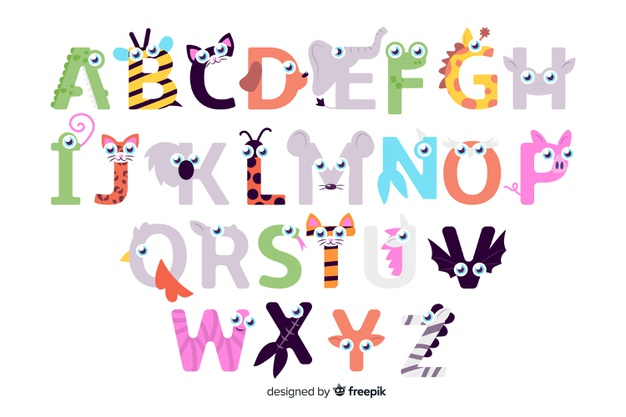 ABCDEFGH
IJKLMNOP
QRSTUV
WXYZ
designed by freepik